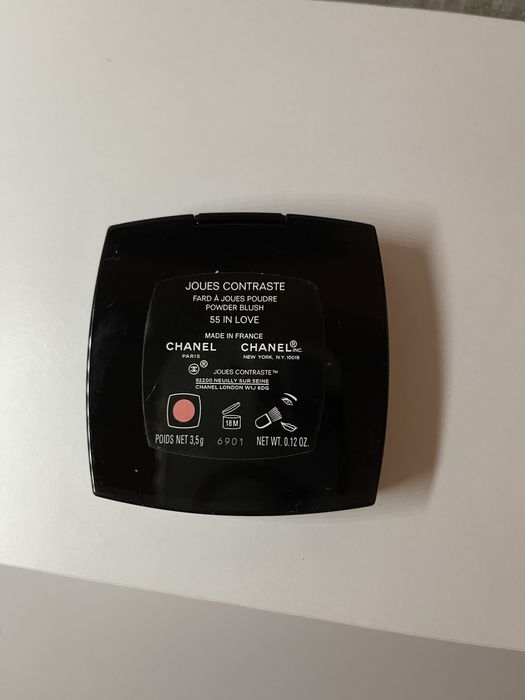 JOUES CONTRASTE
FARD À JOUES POUDRE
POWDER BLUSH
55 IN LOVE
MADE IN FRANCE
CHANEL CHANEL® INC.
PARIS NEW YORK, N.Y. 10019
® JOUES CONTRASTE™
92200 NEUILLY SUR SEINE
CHANEL LONDON W1J 6DG
18 M
POIDS NET 3,5g 6901 NET WT. 0.12 OZ.